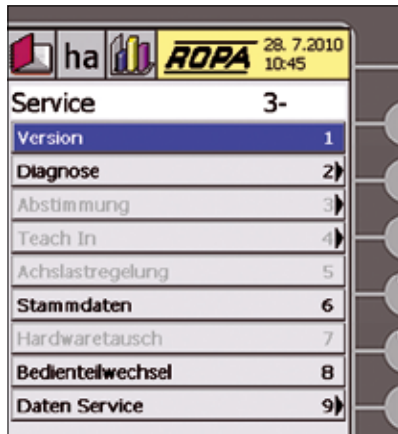 ha ROPA 28. 7.2010
10:45
Service 3-
Version 1
Diagnose 2
Abstimmung 3
Teach In 4
Achslastregelung 5
Stammdaten 6
Hardwaretausch 7
Bedienteilwechsel 8
Daten Service 9